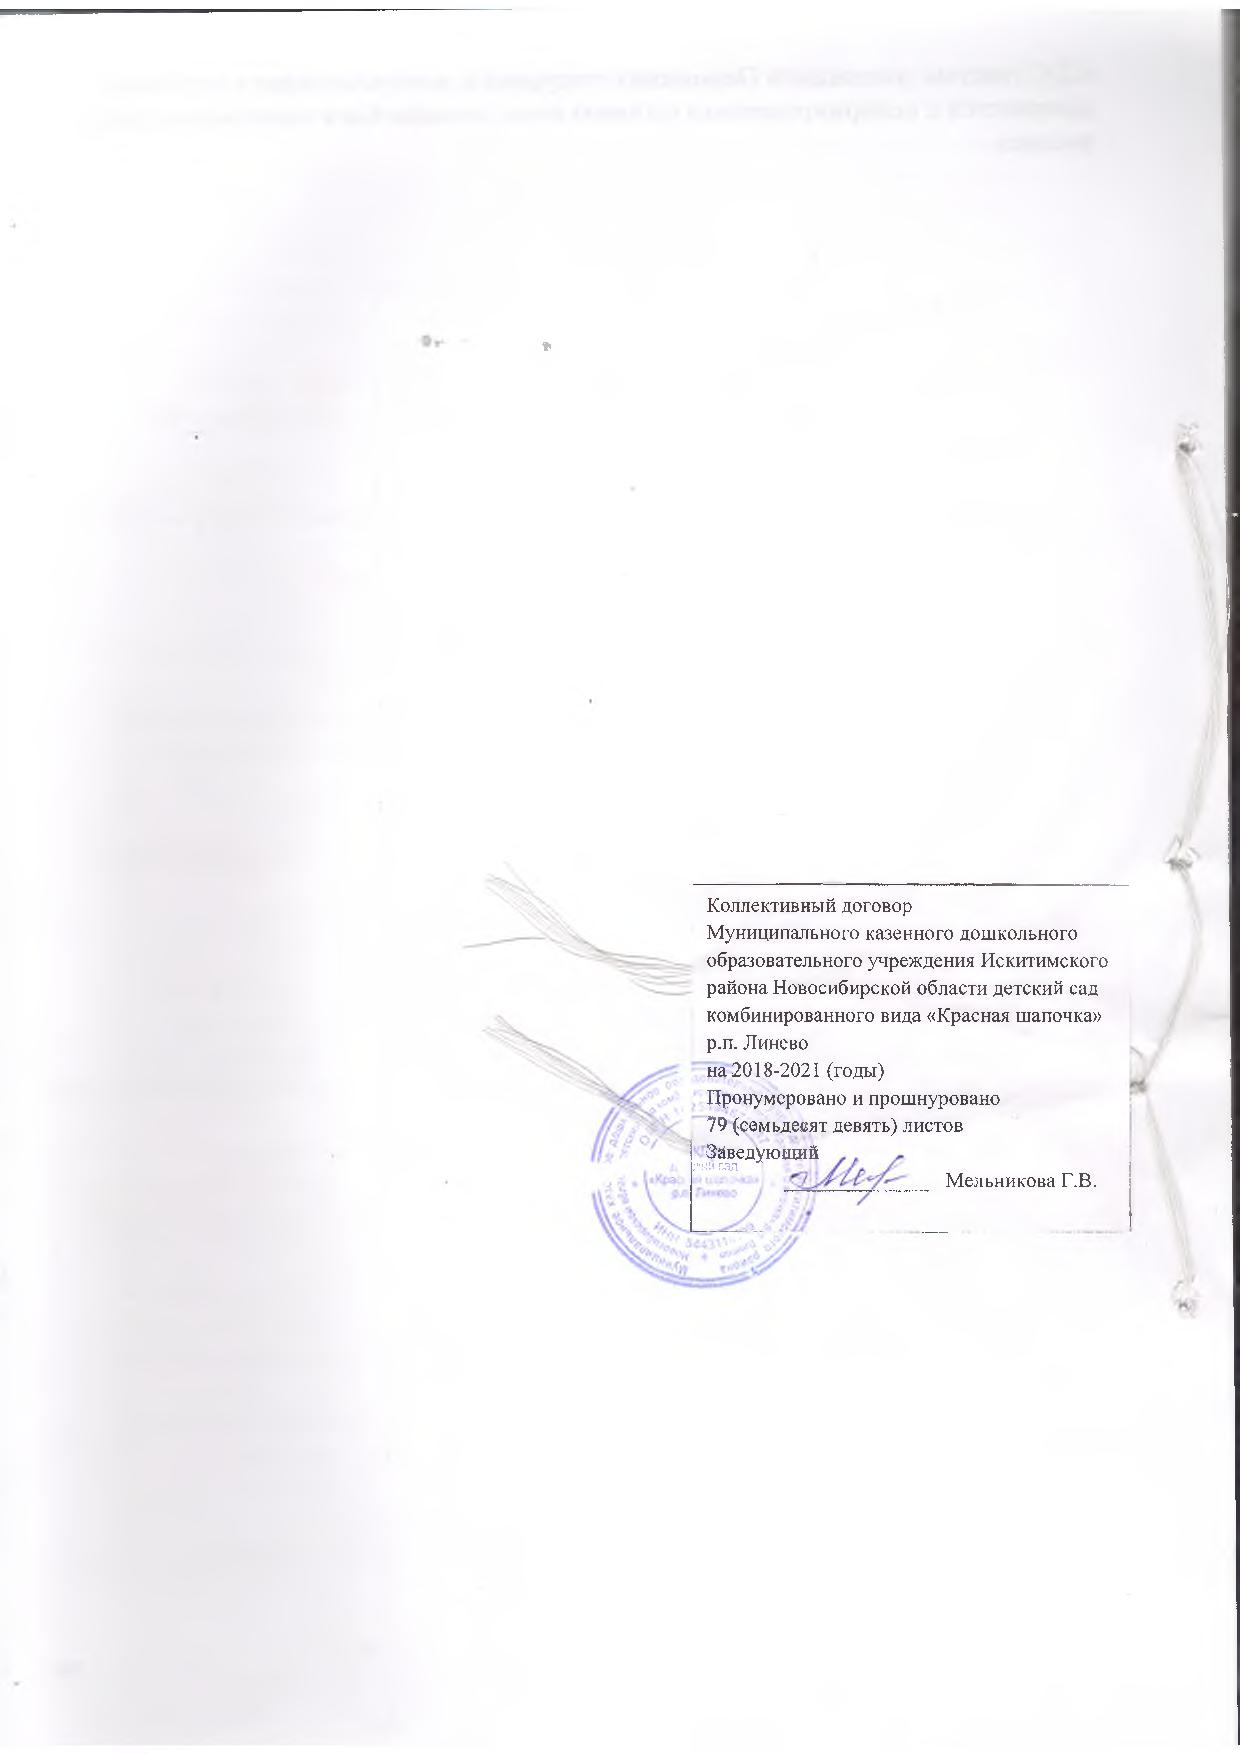 Коллективный договор
Муниципального казенного дошкольного
образовательного учреждения Искитимского
района Новосибирской области детский сад
комбинированного вида «Красная шапочка»
р.п. Линево
на 2018-2021 (годы)
Пронумеровано и прошнуровано
79 (семьдесят девять) листов
Заведующий
Мельникова Г.В.